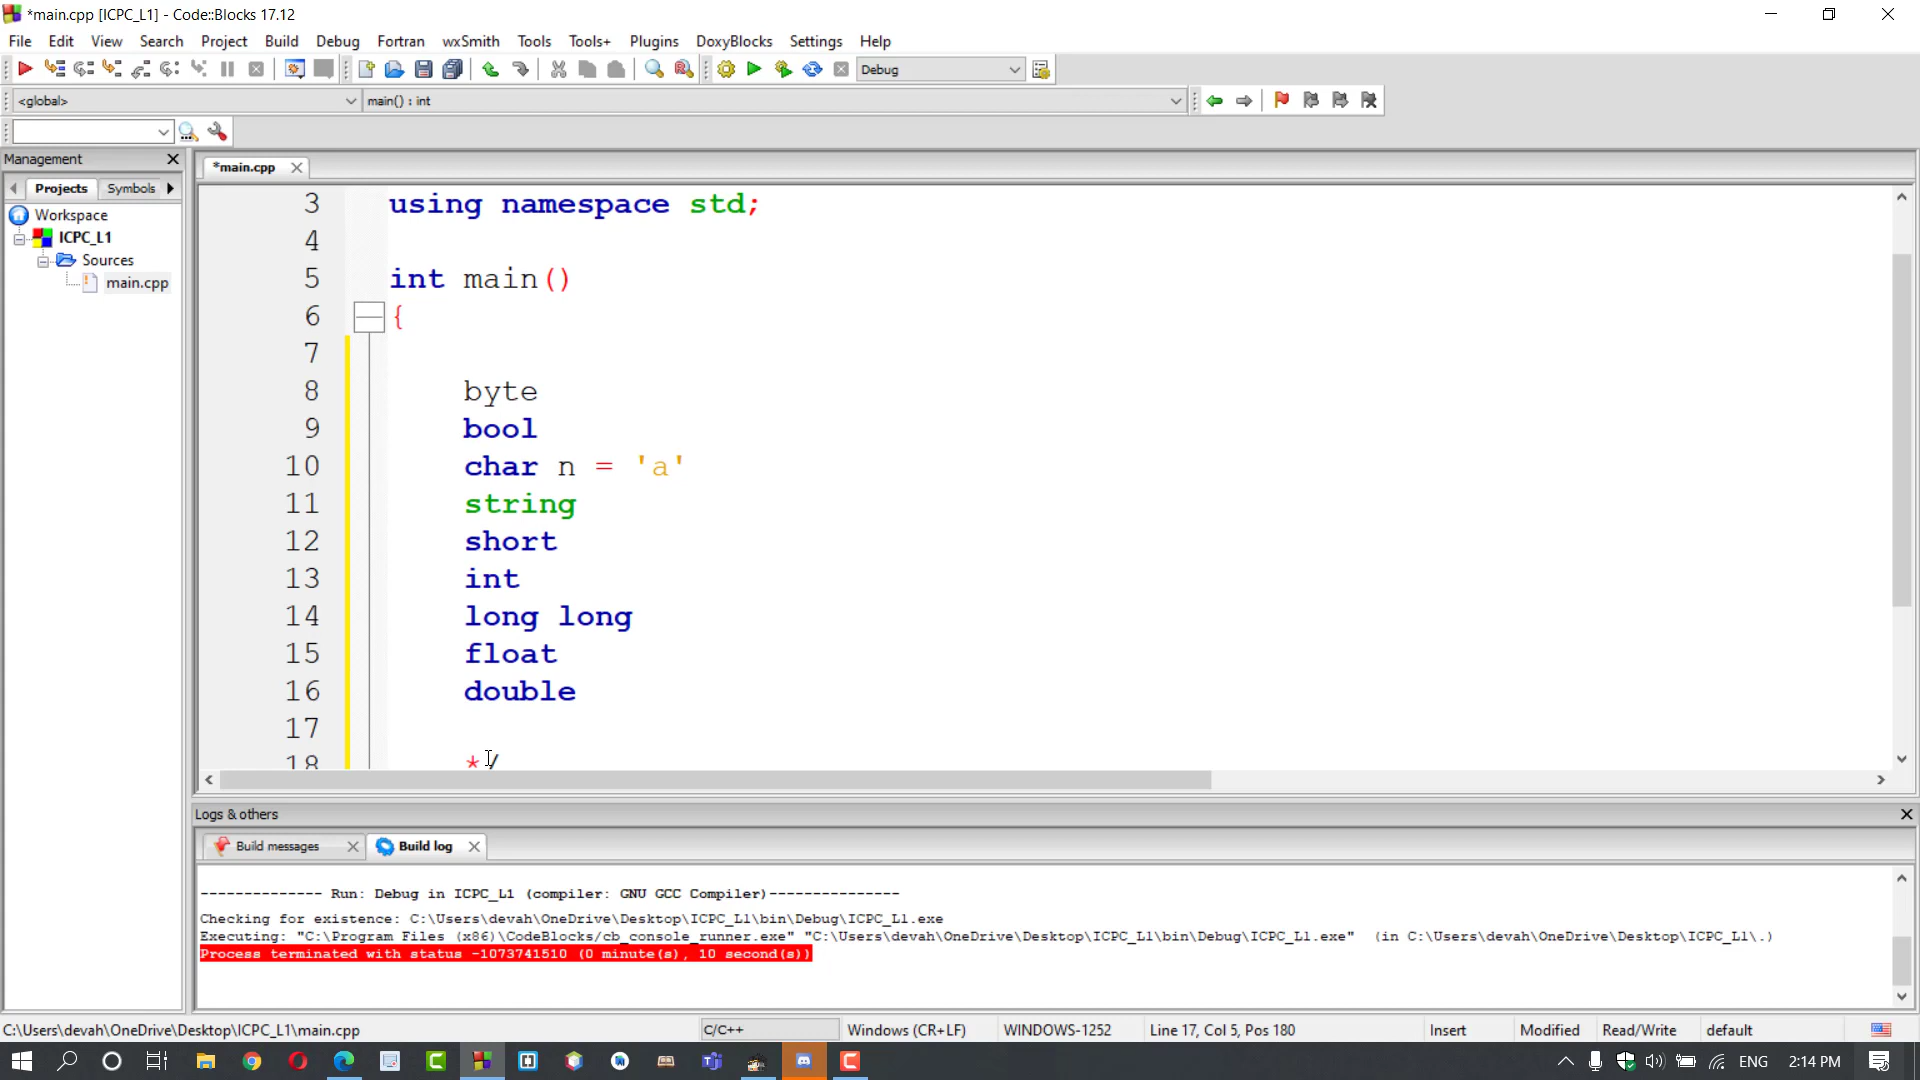 *main.cpp [ICPC_L1] - Code::Blocks 17.12
File Edit View Search Project Build Debug Fortran wxSmith Tools Tools+ Plugins DoxyBlocks Settings Help
Debug
<global> main() : int
Management
*main.cpp
Projects Symbols
Workspace
ICPC_L1
Sources
main.cpp
3 using namespace std;
4
5 int main()
6 {
7
8 byte
9 bool
10 char n = 'a'
11 string
12 short
13 int
14 long long
15 float
16 double
17
18 */
Logs & others
Build messages Build log
-------------- Run: Debug in ICPC_L1 (compiler: GNU GCC Compiler)---------------
Checking for existence: C:\Users\devah\OneDrive\Desktop\ICPC_L1\bin\Debug\ICPC_L1.exe
Executing: "C:\Program Files (x86)\CodeBlocks/cb_console_runner.exe" "C:\Users\devah\OneDrive\Desktop\ICPC_L1\bin\Debug\ICPC_L1.exe"  (in C:\Users\devah\OneDrive\Desktop\ICPC_L1\.)
Process terminated with status -1073741510 (0 minute(s), 10 second(s))
C:\Users\devah\OneDrive\Desktop\ICPC_L1\main.cpp C/C++ Windows (CR+LF) WINDOWS-1252 Line 17, Col 5, Pos 180 Insert Modified Read/Write default
ENG 2:14 PM